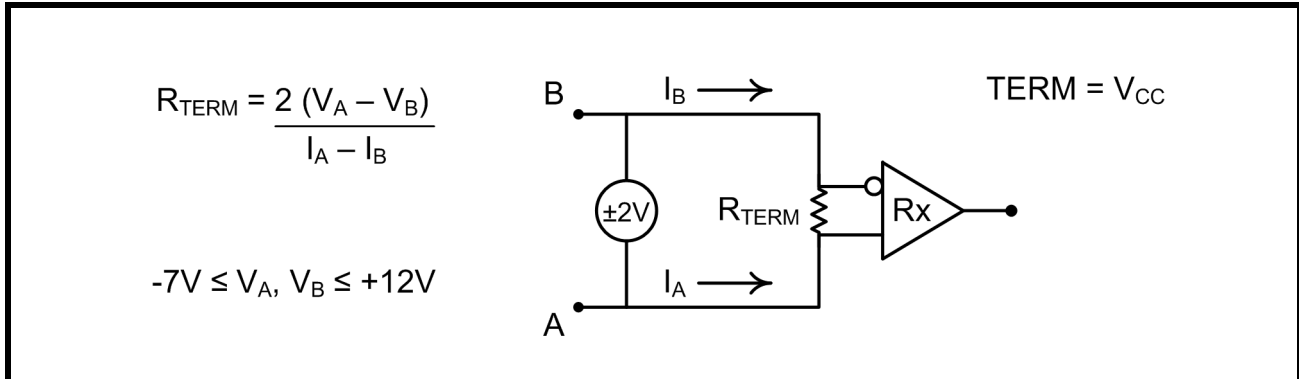 R_TERM = 2 (V_A – V_B)
I_A – I_B
-7V ≤ V_A, V_B ≤ +12V
B
I_B
±2V
R_TERM
Rx
I_A
A
TERM = V_CC